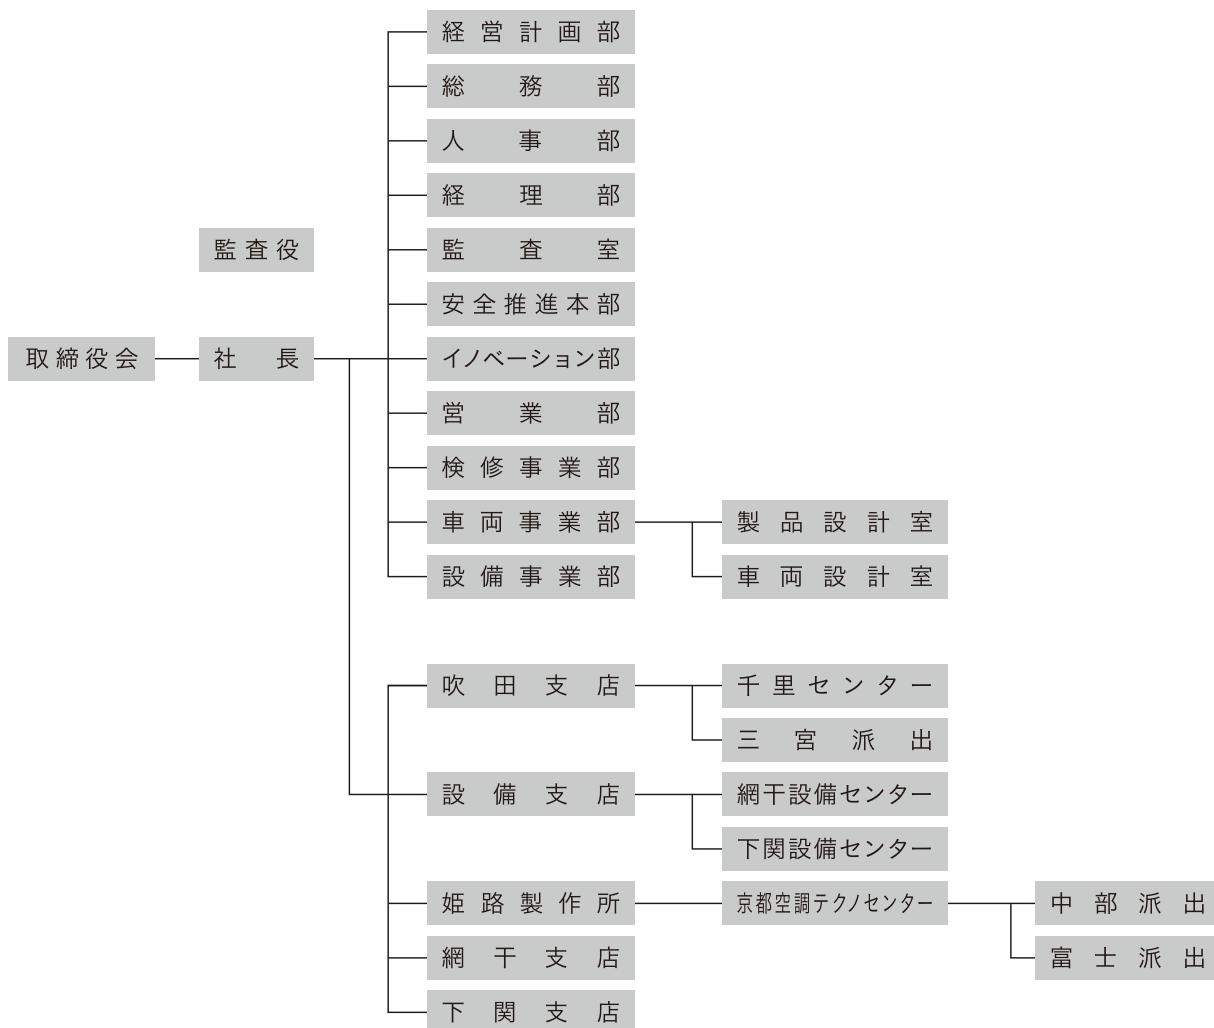 経営計画部
総務部
人事部
経理部
監査役
監査室
安全推進本部
取締役会
社長
イノベーション部
営業部
検修事業部
車両事業部
製品設計室
設備事業部
車両設計室
吹田支店
千里センター
三宮派出
設備支店
網干設備センター
下関設備センター
姫路製作所
京都空調テクノセンター
中部派出
網干支店
富士派出
下関支店